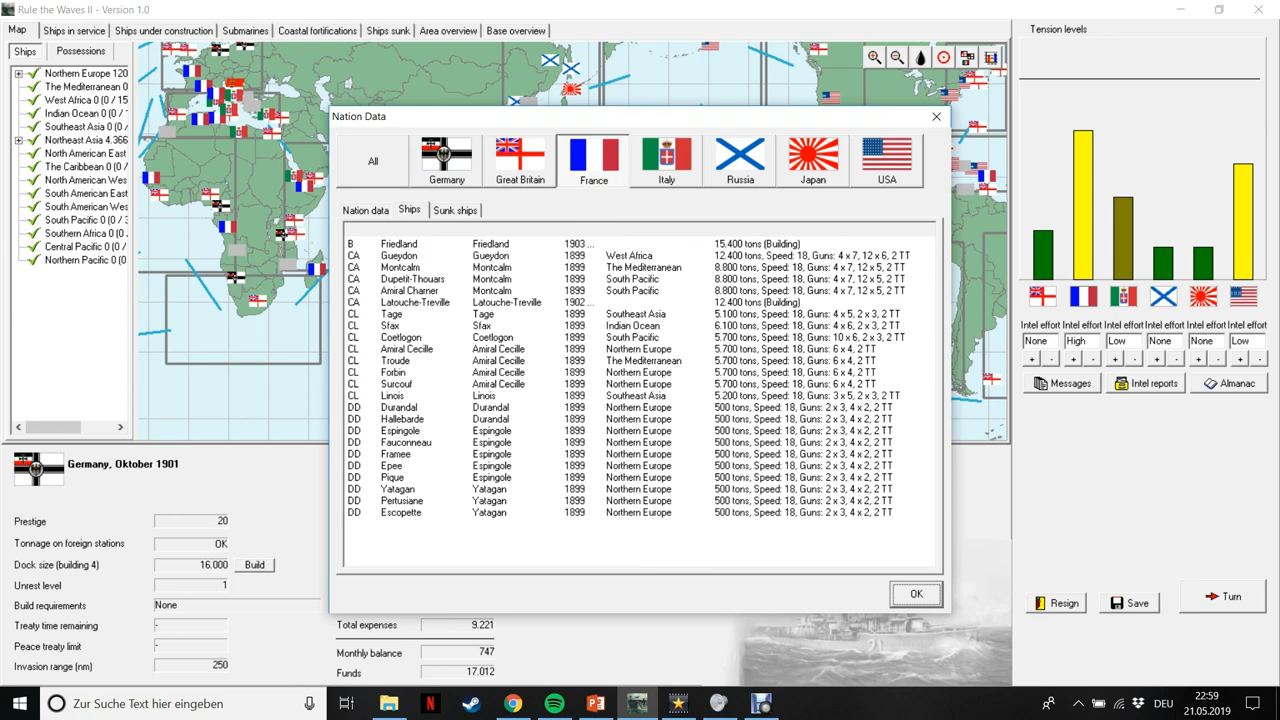 Rule the Waves II - Version 1.0
Map Ships in service Ships under construction Submarines Coastal fortifications Ships sunk Area overview Base overview
Ships Possessions
Northern Europe 120
The Mediterranean 0
West Africa 0 (0 / 15
Indian Ocean 0 (0 /
Southeast Asia 0 (0 /
Northeast Asia 4.366
North American East
The Caribbean 0 (0 /
North American West
South American East
South American West
South Pacific 0 (0 / 3
Southern Africa 0 (0
Central Pacific 0 (0 /
Northern Pacific 0 (0
Nation Data
All Germany Great Britain France Italy Russia Japan USA
Nation data Ships Sunk ships
B Friedland Friedland 1903 ... 15.400 tons (Building)
CA Gueydon Gueydon 1899 West Africa 12.400 tons, Speed: 18, Guns: 4 x 7, 12 x 6, 2 TT
CA Montcalm Montcalm 1899 The Mediterranean 8.800 tons, Speed: 18, Guns: 4 x 7, 12 x 5, 2 TT
CA Dupetit-Thouars Montcalm 1899 South Pacific 8.800 tons, Speed: 18, Guns: 4 x 7, 12 x 5, 2 TT
CA Amiral Charner Montcalm 1899 South Pacific 8.800 tons, Speed: 18, Guns: 4 x 7, 12 x 5, 2 TT
CA Latouche-Treville Latouche-Treville 1902 ... 12.400 tons (Building)
CL Tage Tage 1899 Southeast Asia 5.100 tons, Speed: 18, Guns: 4 x 5, 2 x 3, 2 TT
CL Sfax Sfax 1899 Indian Ocean 6.100 tons, Speed: 18, Guns: 4 x 6, 2 x 3, 2 TT
CL Coetlogon Coetlogon 1899 South Pacific 5.700 tons, Speed: 18, Guns: 10 x 6, 2 x 3, 2 TT
CL Amiral Cecille Amiral Cecille 1899 Northern Europe 5.700 tons, Speed: 18, Guns: 6 x 4, 2 TT
CL Troude Amiral Cecille 1899 The Mediterranean 5.700 tons, Speed: 18, Guns: 6 x 4, 2 TT
CL Forbin Amiral Cecille 1899 Northern Europe 5.700 tons, Speed: 18, Guns: 6 x 4, 2 TT
CL Surcouf Amiral Cecille 1899 Northern Europe 5.700 tons, Speed: 18, Guns: 6 x 4, 2 TT
CL Linois Linois 1899 Southeast Asia 5.200 tons, Speed: 18, Guns: 3 x 5, 2 x 3, 2 TT
DD Durandal Durandal 1899 Northern Europe 500 tons, Speed: 18, Guns: 2 x 3, 4 x 2, 2 TT
DD Hallebarde Durandal 1899 Northern Europe 500 tons, Speed: 18, Guns: 2 x 3, 4 x 2, 2 TT
DD Espingole Espingole 1899 Northern Europe 500 tons, Speed: 18, Guns: 2 x 3, 4 x 2, 2 TT
DD Fauconneau Espingole 1899 Northern Europe 500 tons, Speed: 18, Guns: 2 x 3, 4 x 2, 2 TT
DD Framee Espingole 1899 Northern Europe 500 tons, Speed: 18, Guns: 2 x 3, 4 x 2, 2 TT
DD Epee Espingole 1899 Northern Europe 500 tons, Speed: 18, Guns: 2 x 3, 4 x 2, 2 TT
DD Pique Espingole 1899 Northern Europe 500 tons, Speed: 18, Guns: 2 x 3, 4 x 2, 2 TT
DD Yatagan Yatagan 1899 Northern Europe 500 tons, Speed: 18, Guns: 2 x 3, 4 x 2, 2 TT
DD Pertusiane Yatagan 1899 Northern Europe 500 tons, Speed: 18, Guns: 2 x 3, 4 x 2, 2 TT
DD Escopette Yatagan 1899 Northern Europe 500 tons, Speed: 18, Guns: 2 x 3, 4 x 2, 2 TT
OK
Tension levels
Intel effort Intel effort Intel effort Intel effort Intel effort Intel effort
None High Low None None Low
+ - + - + - + - + - + -
Messages Intel reports Almanac
Germany, Oktober 1901
Prestige 20
Tonnage on foreign stations OK
Dock size (building 4) 16.000 Build
Unrest level 1
Build requirements None
Treaty time remaining -
Peace treaty limit -
Invasion range (nm) 250
Total expenses 9.221
Monthly balance 747
Funds 17.012
Resign Save Turn
Zur Suche Text hier eingeben
DEU
22:59
21.05.2019